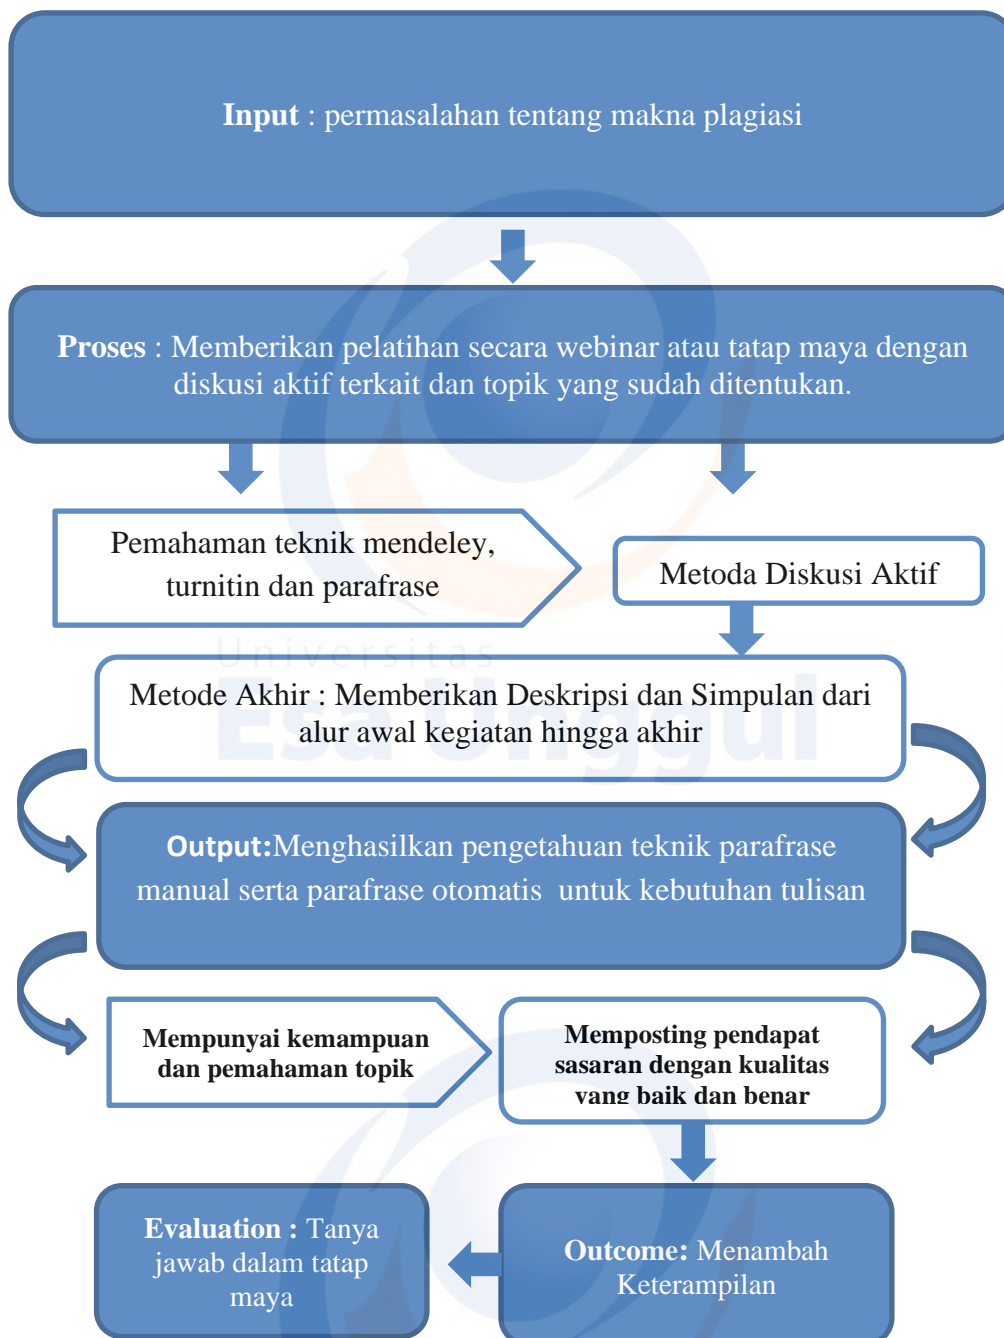 Input : permasalahan tentang makna plagiasi
Proses : Memberikan pelatihan secara webinar atau tatap maya dengan
diskusi aktif terkait dan topik yang sudah ditentukan.
Pemahaman teknik mendeley,
turnitin dan parafrase
Metoda Diskusi Aktif
Universitas
Esa Unggul
Metode Akhir : Memberikan Deskripsi dan Simpulan dari
alur awal kegiatan hingga akhir
Output:Menghasilkan pengetahuan teknik parafrase
manual serta parafrase otomatis untuk kebutuhan tulisan
Mempunyai kemampuan
dan pemahaman topik
Memposting pendapat
sasaran dengan kualitas
yang baik dan benar
Evaluation : Tanya
jawab dalam tatap
maya
Outcome: Menambah
Keterampilan